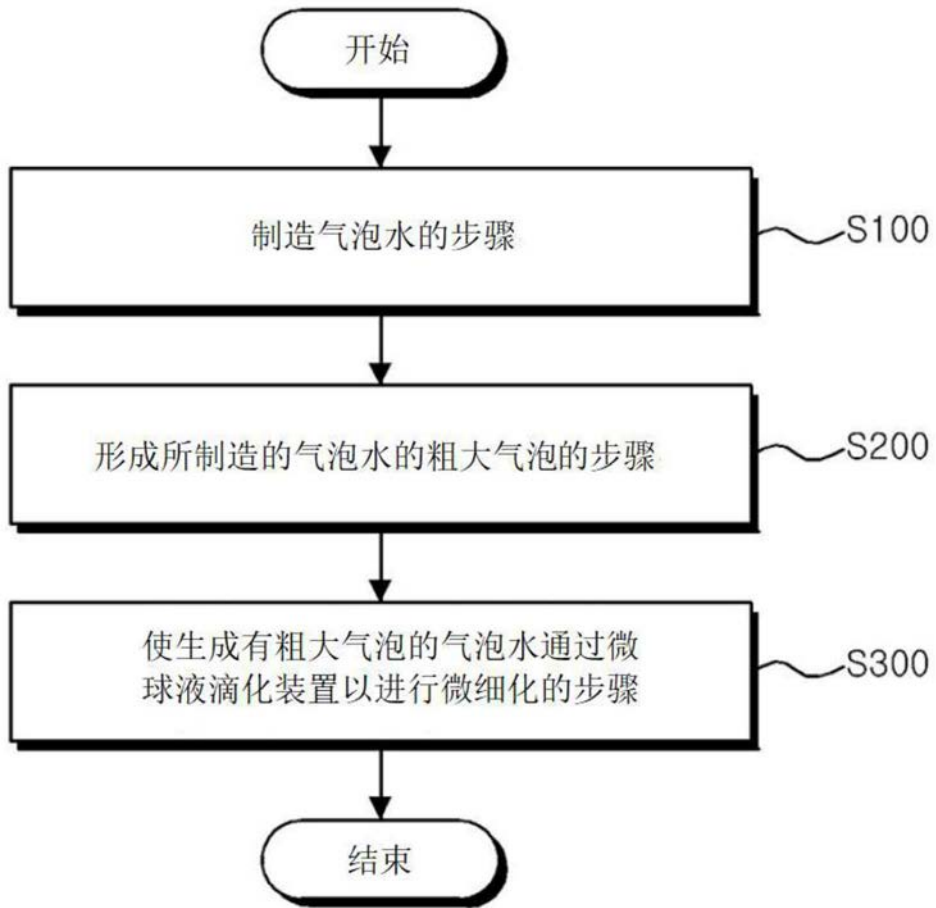 开始
制造气泡水的步骤
S100
形成所制造的气泡水的粗大气泡的步骤
S200
使生成有粗大气泡的气泡水通过微
球液滴化装置以进行微细化的步骤
S300
结束